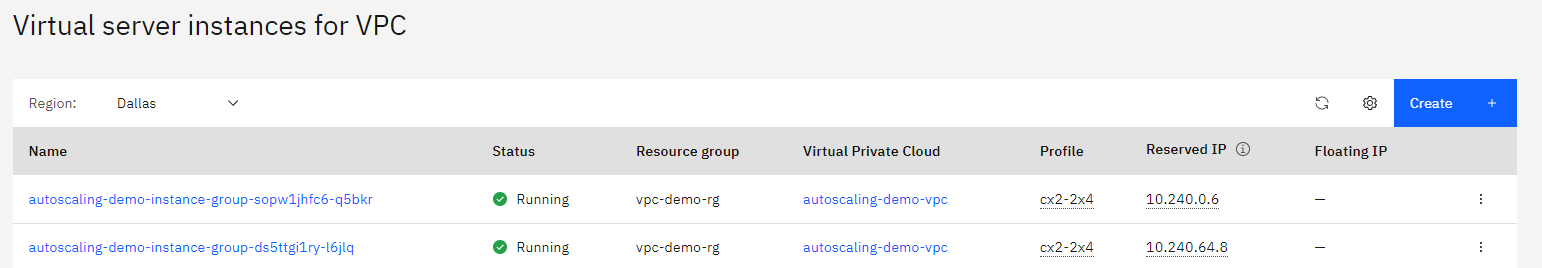 Virtual server instances for VPC
Region: Dallas Create +
Name Status Resource group Virtual Private Cloud Profile Reserved IP Floating IP
autoscaling-demo-instance-group-sopw1jhfc6-q5bkr Running vpc-demo-rg autoscaling-demo-vpc cx2-2x4 10.240.0.6 —
autoscaling-demo-instance-group-ds5ttgi1ry-l6jlq Running vpc-demo-rg autoscaling-demo-vpc cx2-2x4 10.240.64.8 —